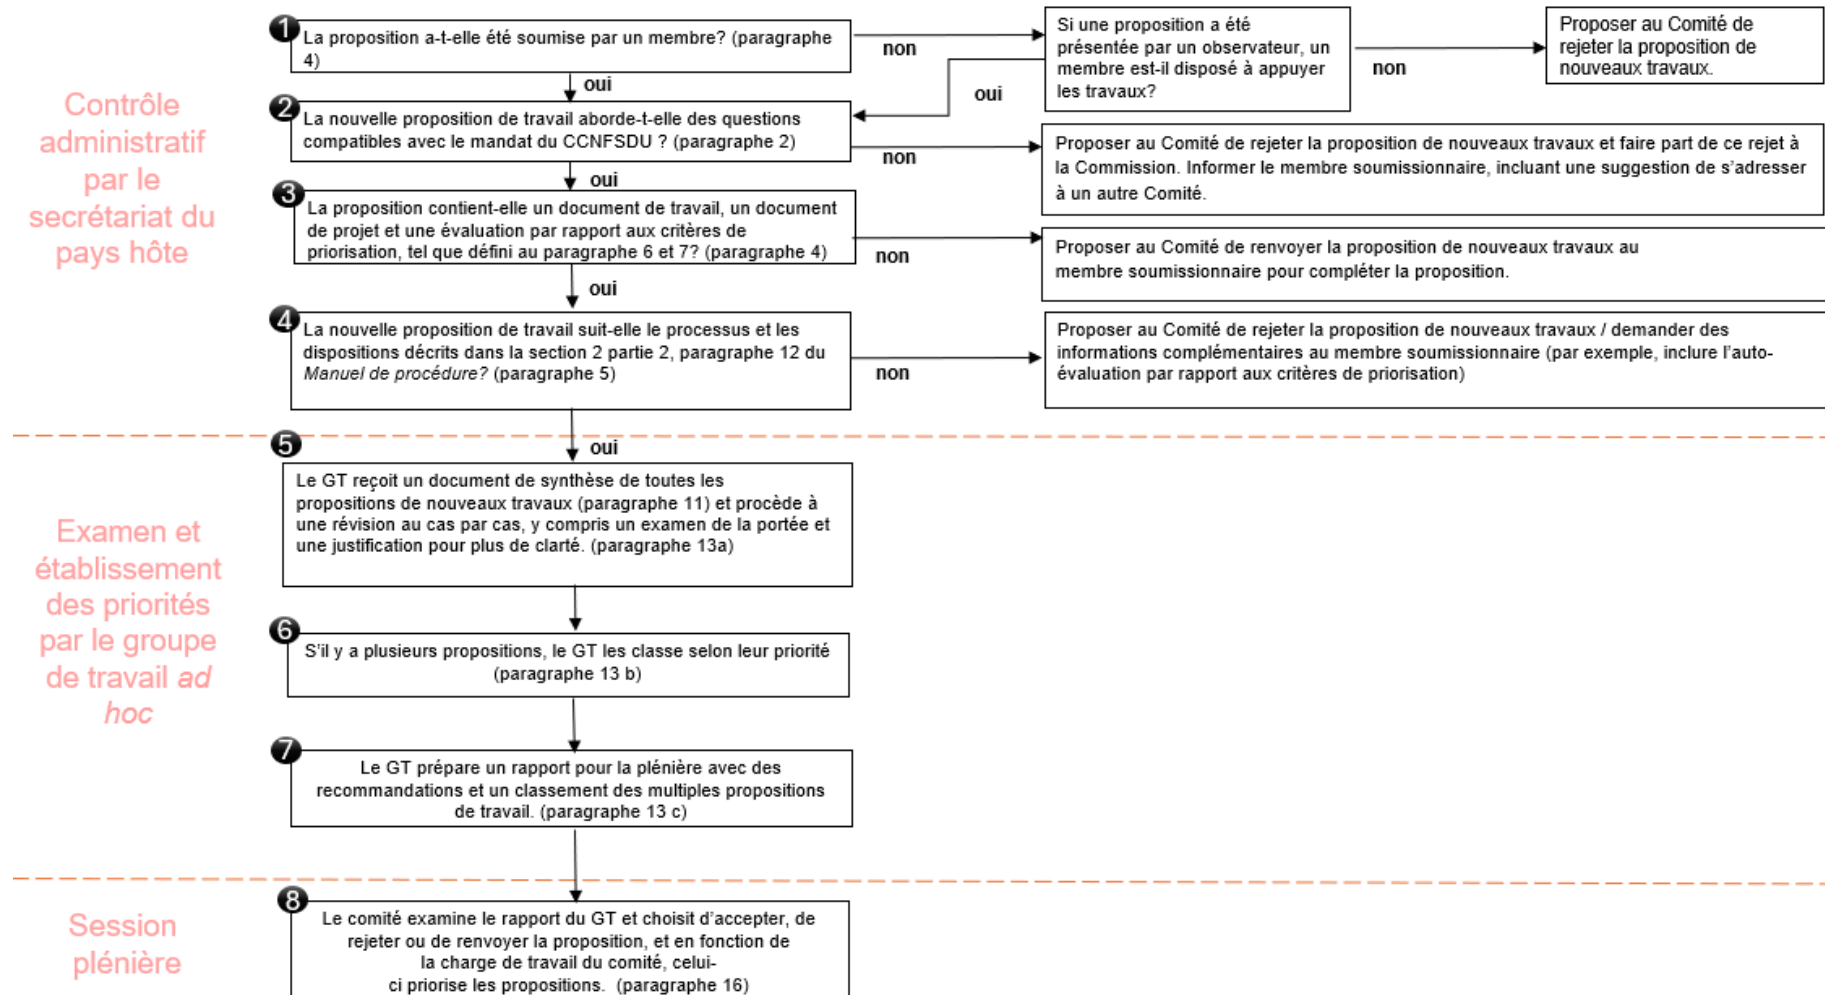 Contrôle
administratif
par le
secrétariat du
pays hôte
1
La proposition a-t-elle été soumise par un membre? (paragraphe
4)
non
Si une proposition a été
présentée par un observateur, un
membre est-il disposé à appuyer
les travaux?
non
Proposer au Comité de
rejeter la proposition de
nouveaux travaux.
oui
oui
2
La nouvelle proposition de travail aborde-t-elle des questions
compatibles avec le mandat du CCNFSDU ? (paragraphe 2)
non
Proposer au Comité de rejeter la proposition de nouveaux travaux et faire part de ce rejet à
la Commission. Informer le membre soumissionnaire, incluant une suggestion de s'adresser
à un autre Comité.
oui
3
La proposition contient-elle un document de travail, un document
de projet et une évaluation par rapport aux critères de
priorisation, tel que défini au paragraphe 6 et 7? (paragraphe 4)
non
Proposer au Comité de renvoyer la proposition de nouveaux travaux au
membre soumissionnaire pour compléter la proposition.
oui
4
La nouvelle proposition de travail suit-elle le processus et les
dispositions décrits dans la section 2 partie 2, paragraphe 12 du
Manuel de procédure? (paragraphe 5)
non
Proposer au Comité de rejeter la proposition de nouveaux travaux / demander des
informations complémentaires au membre soumissionnaire (par exemple, inclure l'auto-
évaluation par rapport aux critères de priorisation)
oui
Examen et
établissement
des priorités
par le groupe
de travail ad
hoc
5
Le GT reçoit un document de synthèse de toutes les
propositions de nouveaux travaux (paragraphe 11) et procède à
une révision au cas par cas, y compris un examen de la portée et
une justification pour plus de clarté. (paragraphe 13a)
6
S'il y a plusieurs propositions, le GT les classe selon leur priorité
(paragraphe 13 b)
7
Le GT prépare un rapport pour la plénière avec des
recommandations et un classement des multiples propositions
de travail. (paragraphe 13 c)
Session
plénière
8
Le comité examine le rapport du GT et choisit d'accepter, de
rejeter ou de renvoyer la proposition, et en fonction de
la charge de travail du comité, celui-
ci priorise les propositions. (paragraphe 16)